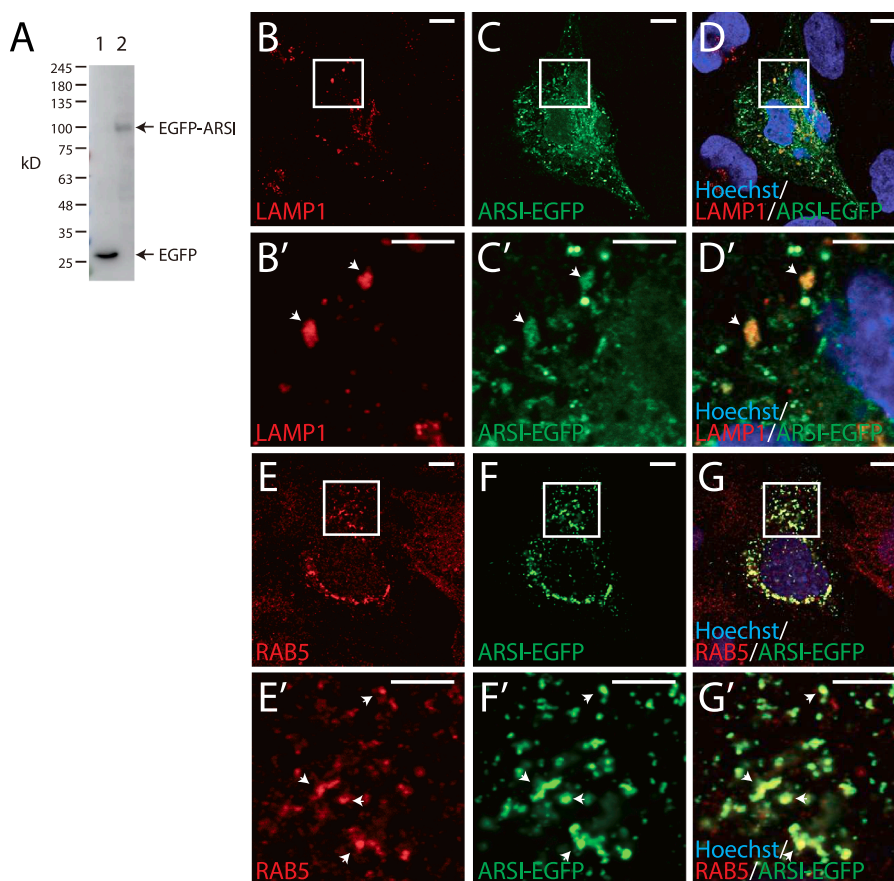 A
1 2
245
180
135
100
75
63
48
35
25
kD
EGFP-ARSI
EGFP
B
LAMP1
C
ARSI-EGFP
D
Hoechst/
LAMP1/ARSI-EGFP
B'
LAMP1
C'
ARSI-EGFP
D'
Hoechst/
LAMP1/ARSI-EGFP
E
RAB5
F
ARSI-EGFP
G
Hoechst/
RAB5/ARSI-EGFP
E'
RAB5
F'
ARSI-EGFP
G'
Hoechst/
RAB5/ARSI-EGFP